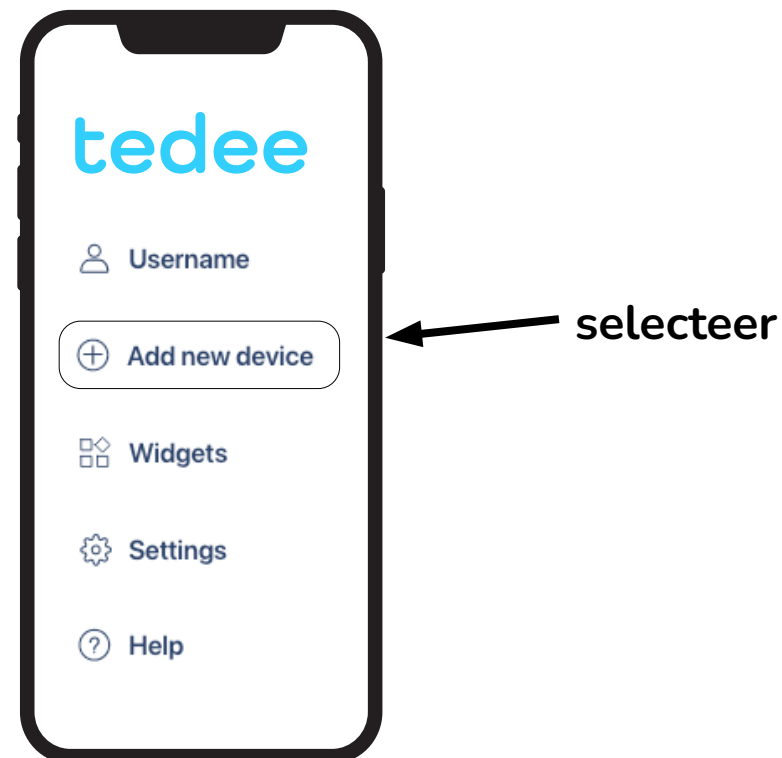 tedee
Username
Add new device
selecteer
Widgets
Settings
Help